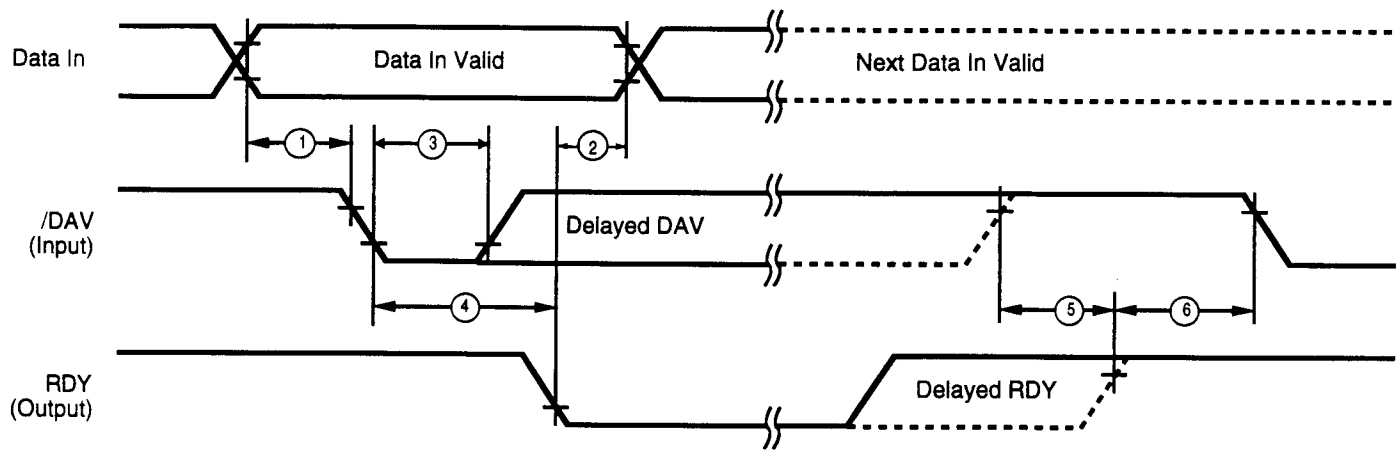 Data In
Data In Valid
Next Data In Valid
1
3
2
/DAV
(Input)
Delayed DAV
4
5
6
RDY
(Output)
Delayed RDY